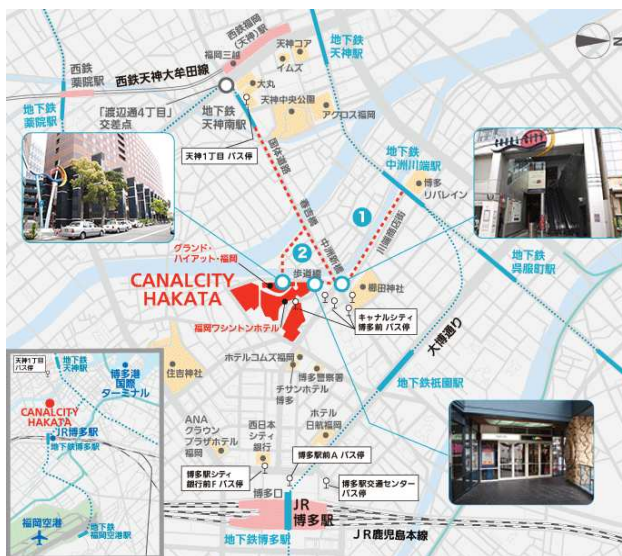 西鉄福岡
(天神)駅
天神コア
イムズ
地下鉄
天神駅
福岡三越
西鉄
薬院駅
西鉄天神大牟田線
大丸
天神中央公園
アクロス福岡
地下鉄
薬院駅
「渡辺通4丁目」
交差点
地下鉄
天神南駅
天神1丁目 バス停
国体道路
地下鉄
中洲川端駅
博多
リバレイン
春吉橋
1
中洲新橋
川端商店街
グランド・
ハイアット・福岡
2
歩道線
CANALCITY
HAKATA
櫛田神社
地下鉄
呉服町駅
福岡ワシントンホテル
キャナルシティ
博多前 バス停
大博通り
住吉神社
ホテルコムズ福岡
博多警察署
チサンホテル
博多
地下鉄祇園駅
ANA
クラウン
プラザホテル
福岡
西日本
シティ
銀行
ホテル
日航福岡
博多駅前A バス停
博多駅シティ
銀行前F バス停
博多口
博多駅交通センター
バス停
JR
博多駅
地下鉄博多駅
JR鹿児島本線
天神1丁目
バス停
地下鉄
天神駅
博多港
国際
ターミナル
CANALCITY
HAKATA
JR博多駅
地下鉄博多駅
福岡空港
地下鉄
福岡空港駅
N